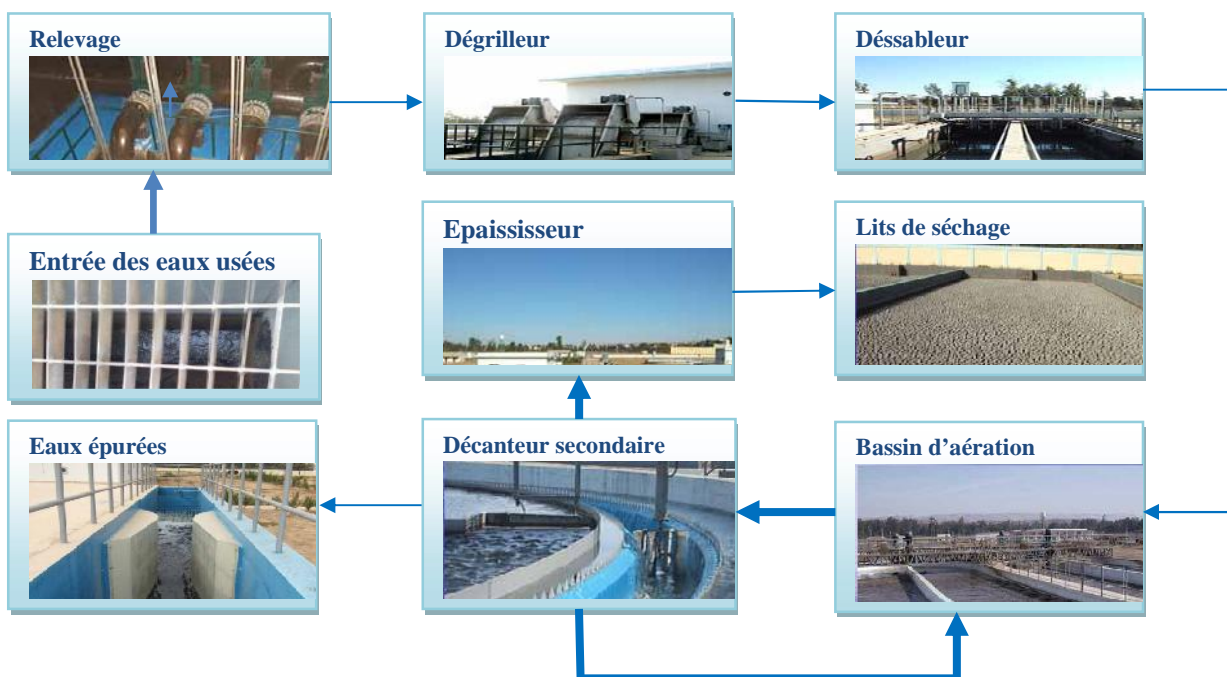 Relevage
Dégrilleur
Déssableur
Entrée des eaux usées
Epaississeur
Lits de séchage
Eaux épurées
Décanteur secondaire
Bassin d’aération